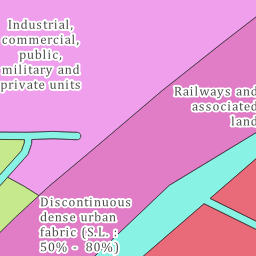 Industrial,
commercial,
public,
military and
private units
Railways and
associated
land
Discontinuous
dense urban
fabric (S.L. :
50% - 80%)